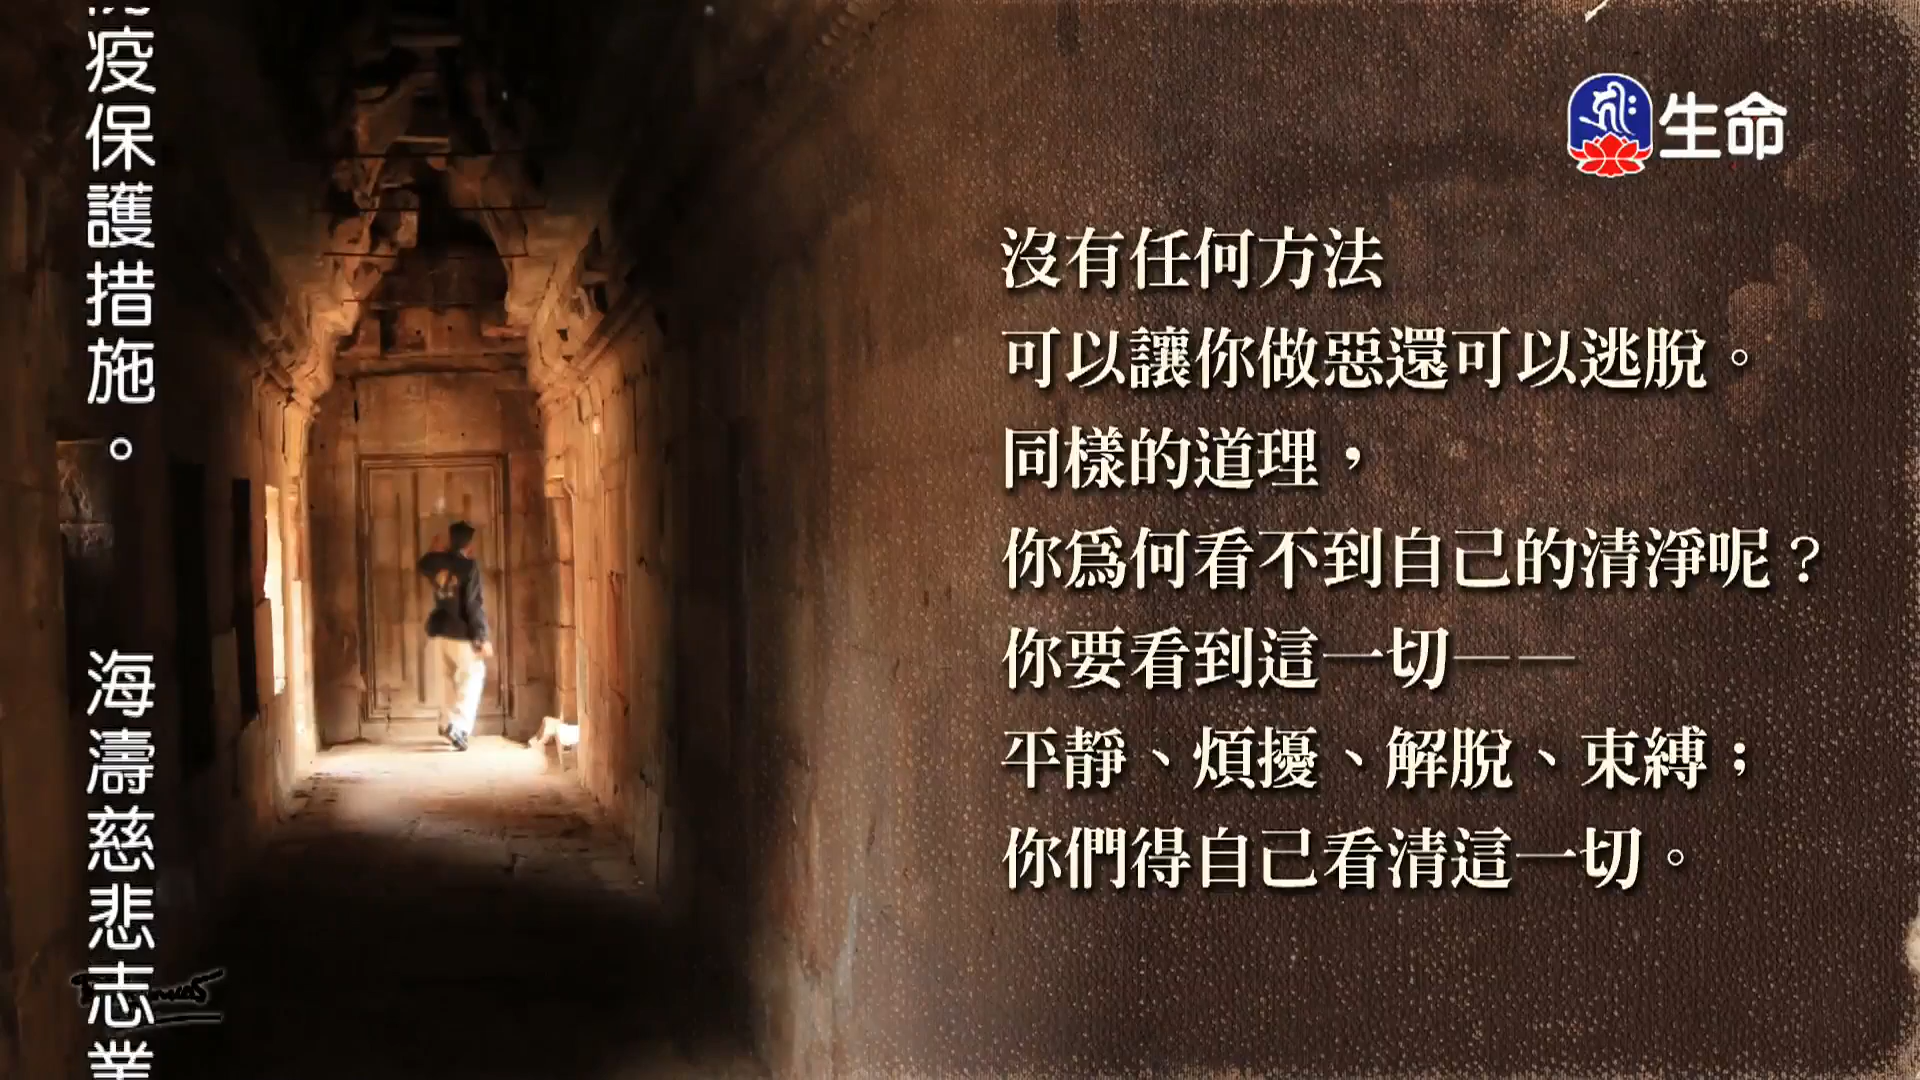 疫保護措施。 海濤慈悲志業
生命
沒有任何方法
可以讓你做惡還可以逃脫。
同樣的道理，
你爲何看不到自己的清淨呢？
你要看到這一切——
平靜、煩擾、解脫、束縛；
你們得自己看清這一切。